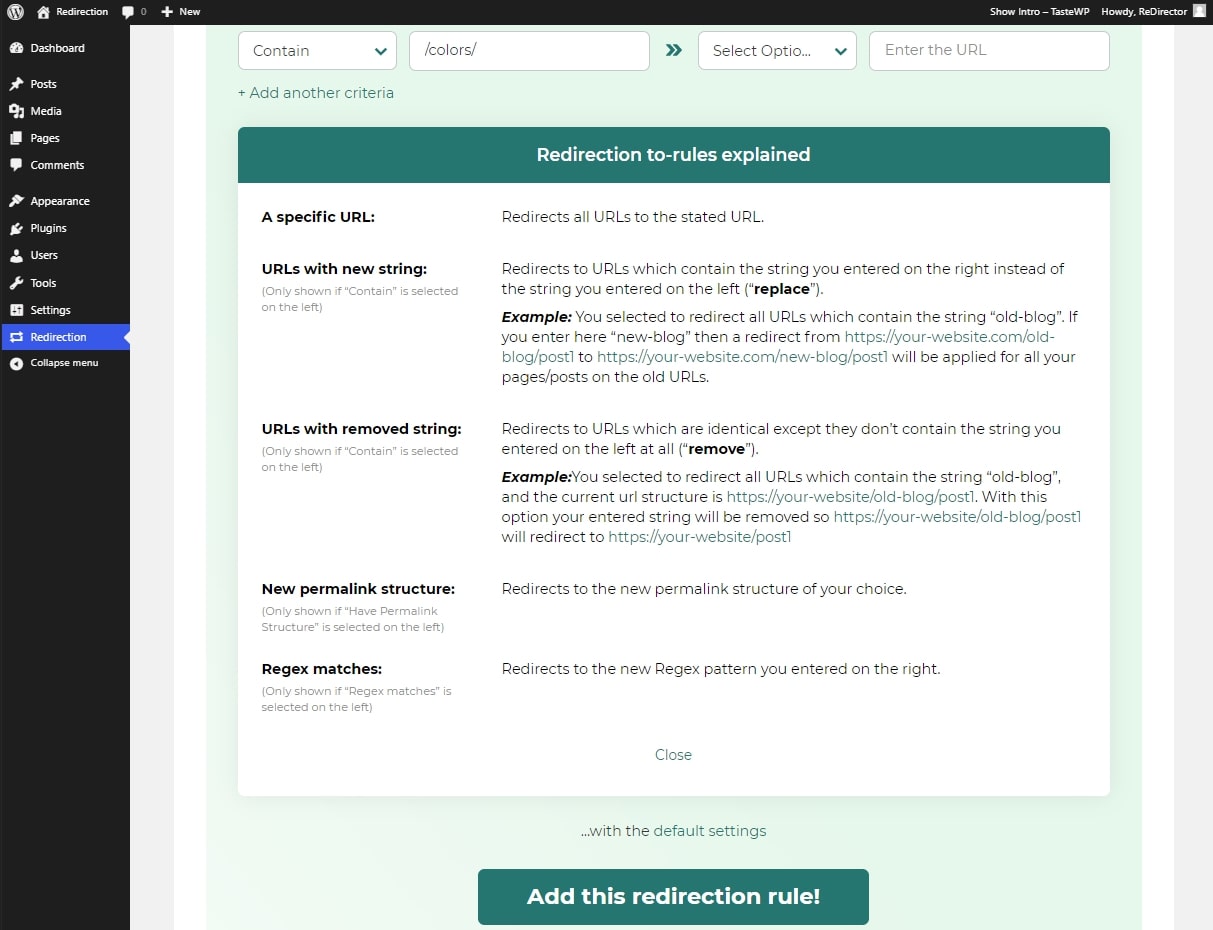 Redirection
0
New
Show Intro – TasteWP
Howdy, ReDirector
Dashboard
Posts
Media
Pages
Comments
Appearance
Plugins
Users
Tools
Settings
Redirection
Collapse menu
Contain
/colors/
Select Optio...
Enter the URL
+ Add another criteria
Redirection to-rules explained
A specific URL:
Redirects all URLs to the stated URL.
URLs with new string:
(Only shown if “Contain” is selected
on the left)
Redirects to URLs which contain the string you entered on the right instead of
the string you entered on the left (“replace”).
Example: You selected to redirect all URLs which contain the string “old-blog”. If
you enter here “new-blog” then a redirect from https://your-website.com/old-
blog/post1 to https://your-website.com/new-blog/post1 will be applied for all your
pages/posts on the old URLs.
URLs with removed string:
(Only shown if “Contain” is selected
on the left)
Redirects to URLs which are identical except they don’t contain the string you
entered on the left at all (“remove”).
Example:You selected to redirect all URLs which contain the string “old-blog”,
and the current url structure is https://your-website/old-blog/post1. With this
option your entered string will be removed so https://your-website/old-blog/post1
will redirect to https://your-website/post1
New permalink structure:
(Only shown if “Have Permalink
Structure” is selected on the left)
Redirects to the new permalink structure of your choice.
Regex matches:
(Only shown if “Regex matches” is
selected on the left)
Redirects to the new Regex pattern you entered on the right.
Close
...with the default settings
Add this redirection rule!